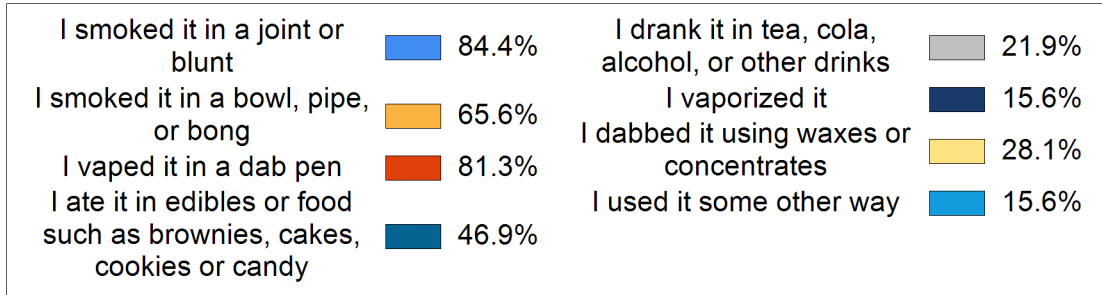 I smoked it in a joint or
blunt
84.4%
I smoked it in a bowl, pipe,
or bong
65.6%
I vaped it in a dab pen
81.3%
I ate it in edibles or food
such as brownies, cakes,
cookies or candy
46.9%
I drank it in tea, cola,
alcohol, or other drinks
21.9%
I vaporized it
15.6%
I dabbed it using waxes or
concentrates
28.1%
I used it some other way
15.6%